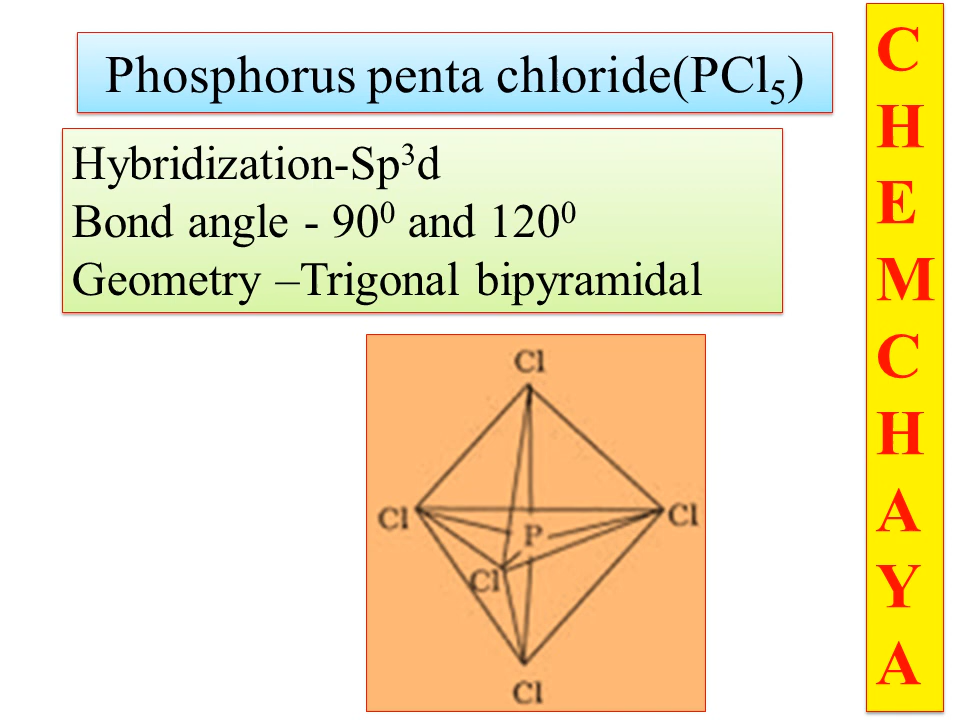 Phosphorus penta chloride(PCl₅)
Hybridization-Sp³d
Bond angle - 90⁰ and 120⁰
Geometry –Trigonal bipyramidal
Cl
Cl
P
Cl
Cl
Cl
C
H
E
M
C
H
A
Y
A